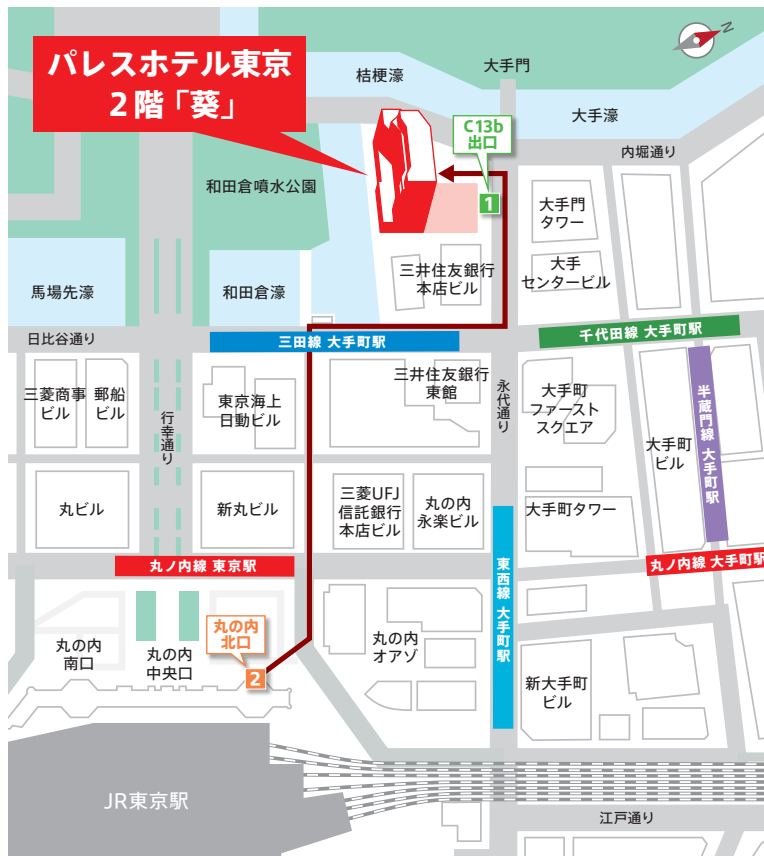 パレスホテル東京
2階「葵」
桔梗濠
大手門
N
大手濠
C13b
出口
内堀通り
和田倉噴水公園
1
大手門
タワー
三井住友銀行
本店ビル
大手
センタービル
馬場先濠
和田倉濠
日比谷通り
三田線 大手町駅
千代田線 大手町駅
三菱商事
ビル
郵船
ビル
行幸通り
東京海上
日動ビル
三井住友銀行
東館
永代通り
大手町
ファースト
スクエア
大手町
ビル
半蔵門線 大手町駅
丸ビル
新丸ビル
三菱UFJ
信託銀行
本店ビル
丸の内
永楽ビル
大手町タワー
丸ノ内線 東京駅
東西線 大手町駅
丸ノ内線 大手町駅
丸の内
南口
丸の内
中央口
丸の内
北口
2
丸の内
オアゾ
新大手町
ビル
JR東京駅
江戸通り